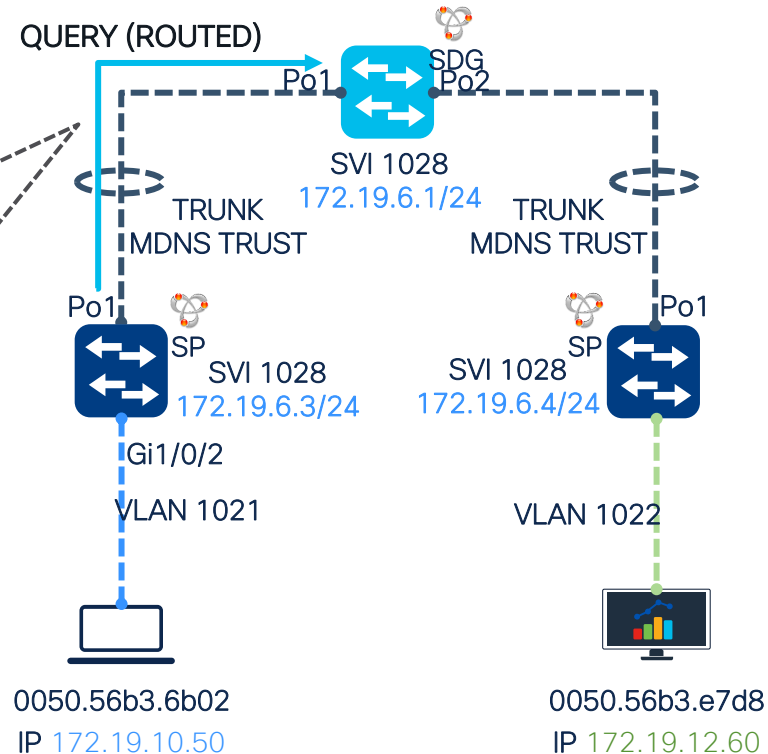 QUERY (ROUTED)
SDG
Po1
Po2
SVI 1028
172.19.6.1/24
TRUNK
MDNS TRUST
TRUNK
MDNS TRUST
Po1
SP
SVI 1028
172.19.6.3/24
Po1
SP
SVI 1028
172.19.6.4/24
Gi1/0/2
VLAN 1021
VLAN 1022
0050.56b3.6b02
IP 172.19.10.50
0050.56b3.e7d8
IP 172.19.12.60